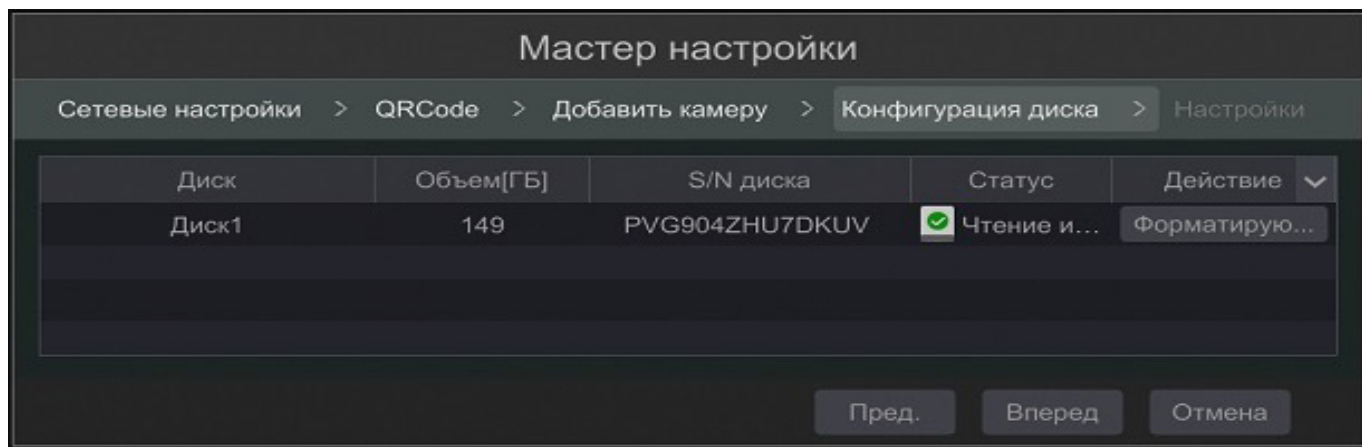 Мастер настройки
Сетевые настройки > QRCode > Добавить камеру > Конфигурация диска > Настройки
Диск Объем[ГБ] S/N диска Статус Действие
Диск1 149 PVG904ZHU7DKUV Чтение и... Форматирую...
Пред. Вперед Отмена